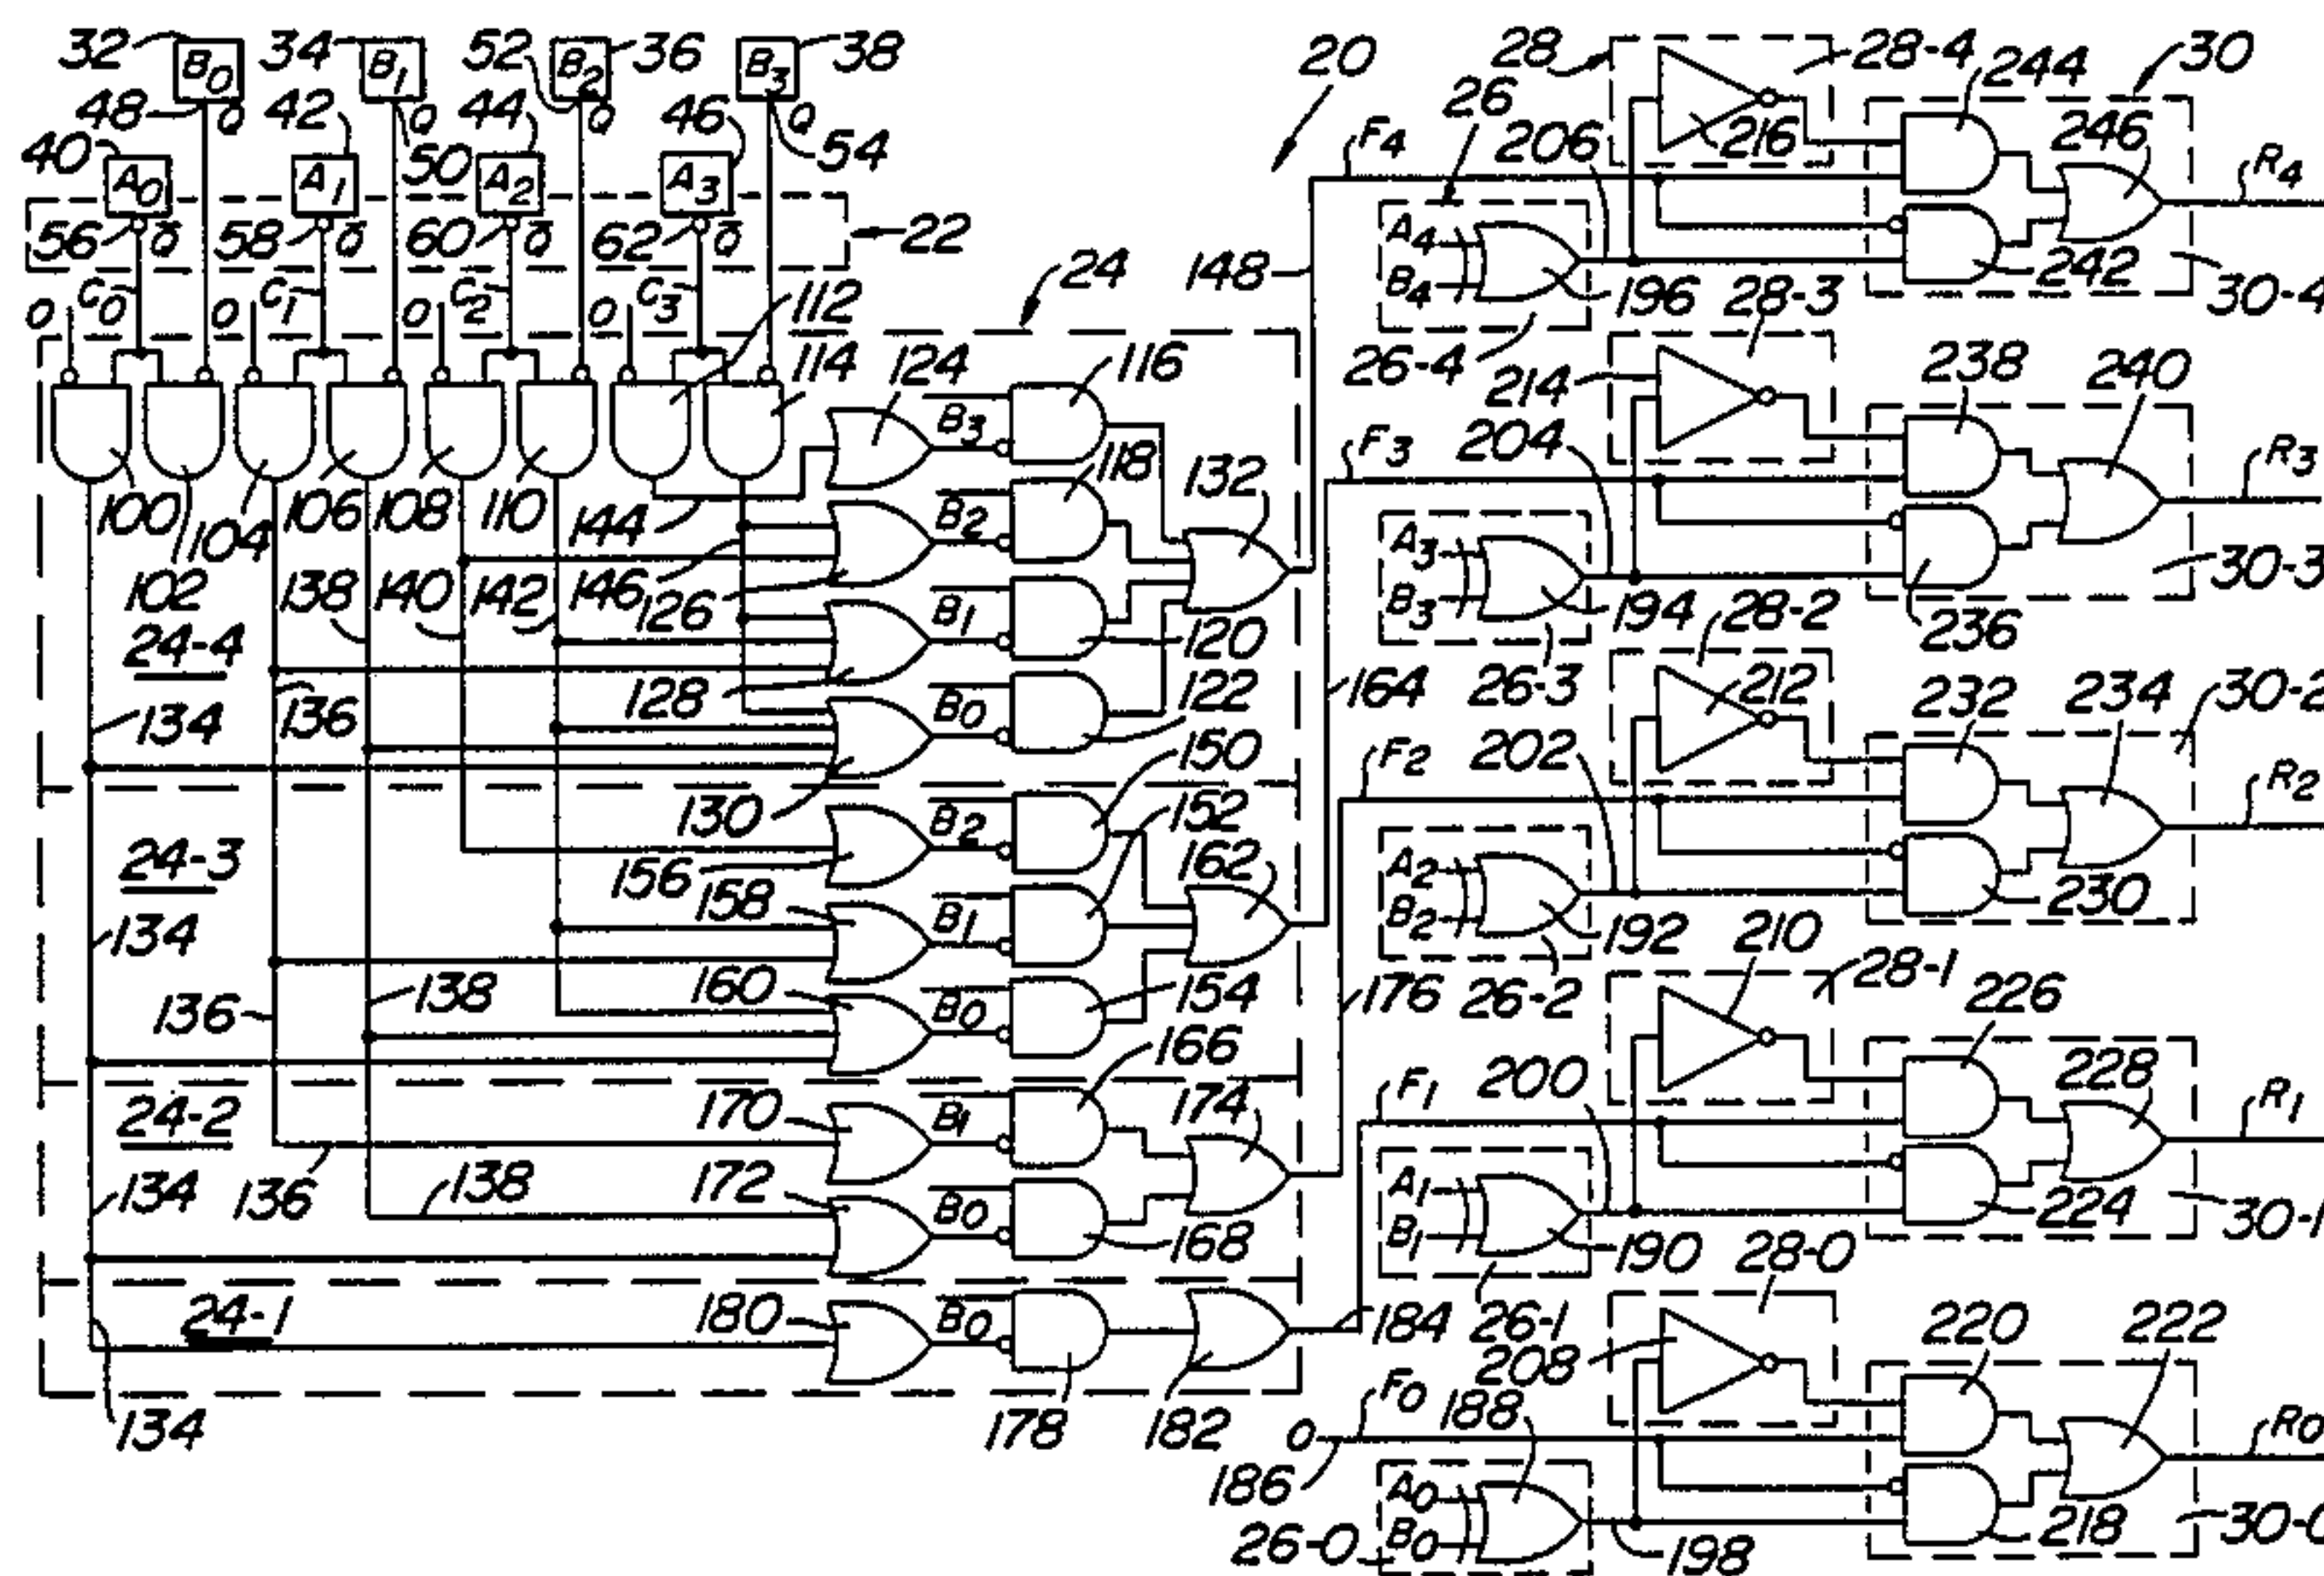 32 B0 34 B1 52 B2 36 B3 38
48 Q 42 Q 44 Q 46 Q
40 A0 A1 50 A2 A3 54
56 Q̅ 58 Q̅ 60 Q̅ 62 Q̅ 22
0 C0 0 C1 0 C2 0 C3 112 24
114
100 104 106 108 110 144
102 138 140 142 146 126
24-4
134 136 128
124 B3 116
118 B2 132
B1 120
B0 122
130 B2 150
24-3 156 152
158 B1 162
134
136 138 160 B0 154
166
24-2 170 B1 174
134 136 138 172 B0 168
24-1 180 B0 184
134 178 182
20 28 28-4 244 30
26 216 246
F4 206 R4
148 A4 B4 196 242
26-4 28-3 30-4
214 238 240
F3 204 R3
A3 B3 194 28-2 236 30-3
164 26-3 212 232 234 30-2
F2 202 R2
A2 B2 192 210 230
176 26-2 28-1 226
F1 200 228 R1
A1 B1 190 28-0 224 30-1
26-1
208 220 222
F0 188 R0
0
186 A0 B0 218
26-0 198 30-0